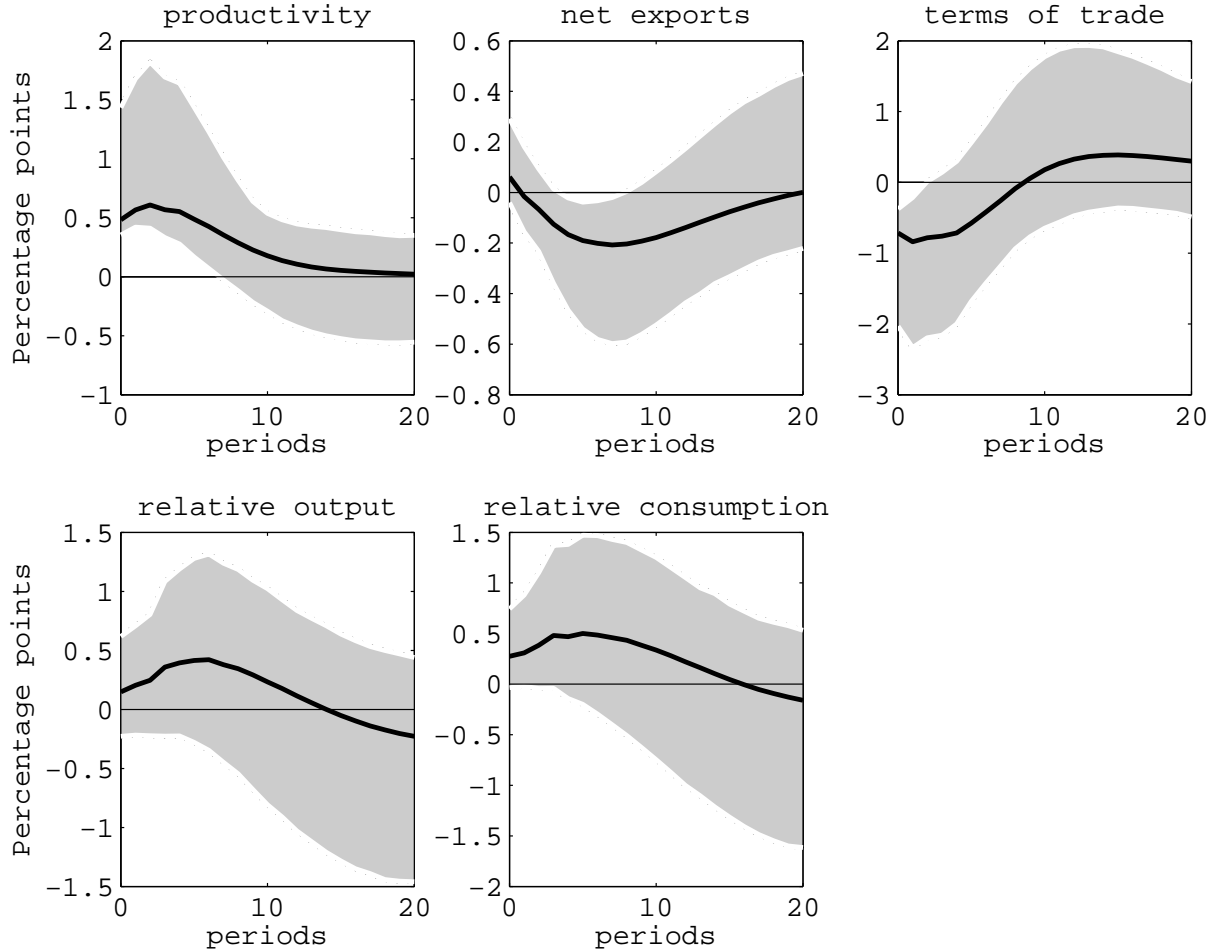 productivity
Percentage points
2
1.5
1
0.5
0
−0.5
−1
0 10 20
periods
net exports
0.6
0.4
0.2
0
−0.2
−0.4
−0.6
−0.8
0 10 20
periods
terms of trade
2
1
0
−1
−2
−3
0 10 20
periods
relative output
Percentage points
1.5
1
0.5
0
−0.5
−1
−1.5
0 10 20
periods
relative consumption
1.5
1
0.5
0
−0.5
−1
−1.5
−2
0 10 20
periods